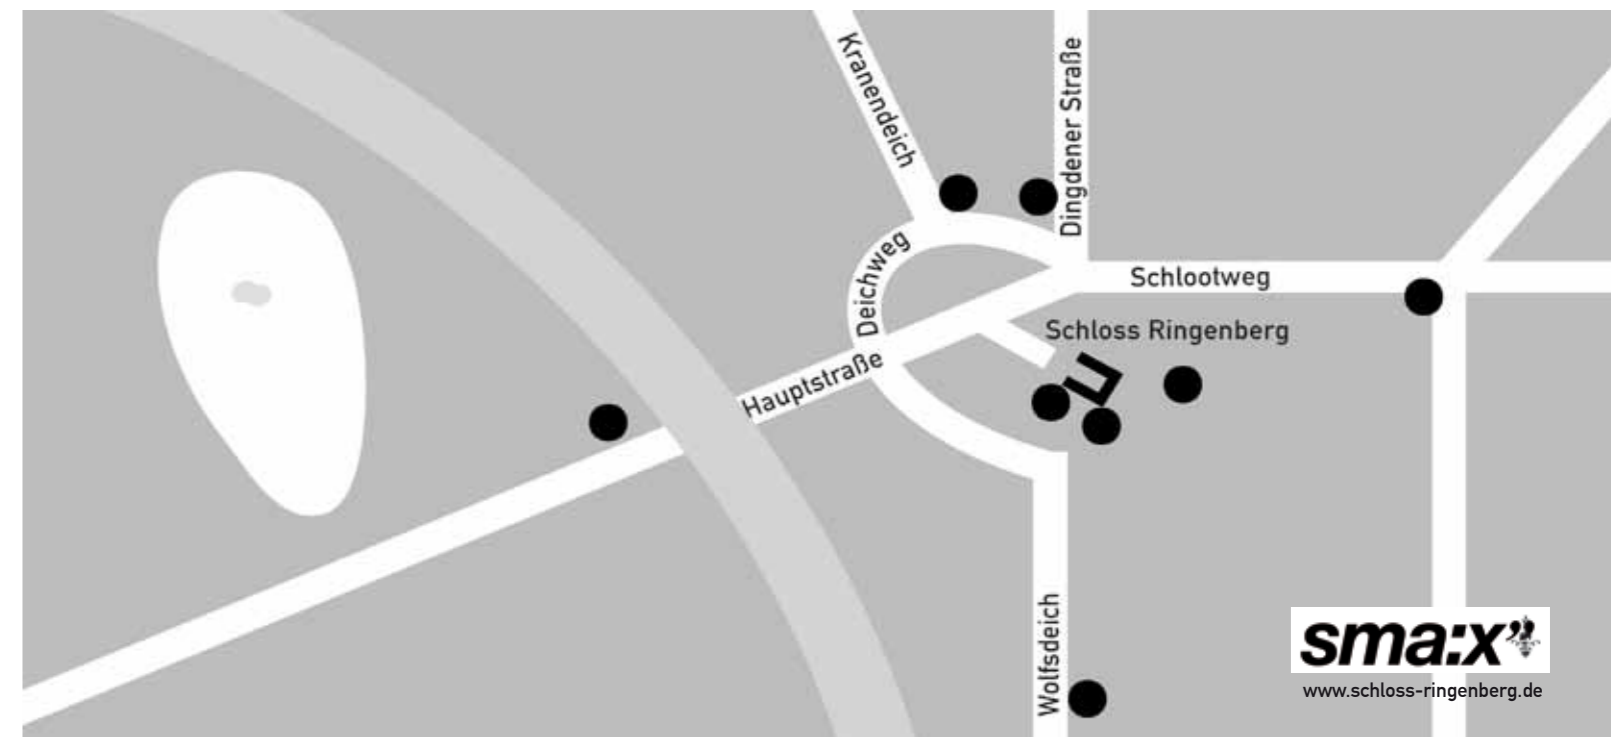 Kranendeich
Dingdener Straße
Deichweg
Schlootweg
Schloss Ringenberg
Hauptstraße
Wolfsdeich
sma:x
www.schloss-ringenberg.de